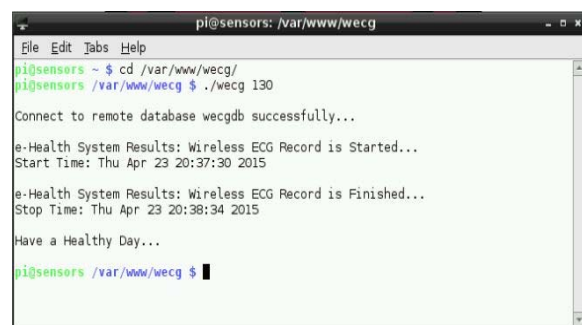 pi@sensors: /var/www/wecg
File Edit Tabs Help
pi@sensors ~ $ cd /var/www/wecg/
pi@sensors /var/www/wecg $ ./wecg 130
Connect to remote database wecgdb successfully...
e-Health System Results: Wireless ECG Record is Started...
Start Time: Thu Apr 23 20:37:30 2015
e-Health System Results: Wireless ECG Record is Finished...
Stop Time: Thu Apr 23 20:38:34 2015
Have a Healthy Day...
pi@sensors /var/www/wecg $